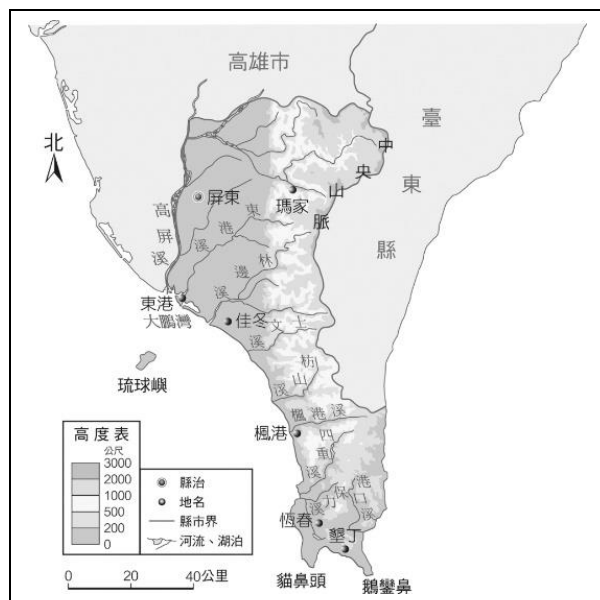 高雄市
北
臺東縣
中央山脈
屏東
瑪家
高屏溪
東港溪
林邊溪
東港
大鵬灣
佳冬
士文溪
琉球嶼
枋山溪
楓港溪
楓港
四重溪
保力溪
港口溪
恆春
墾丁
貓鼻頭
鵝鑾鼻
高度表
公尺
3000
2000
1000
500
200
0
縣治
地名
縣市界
河流、湖泊
0 20 40公里